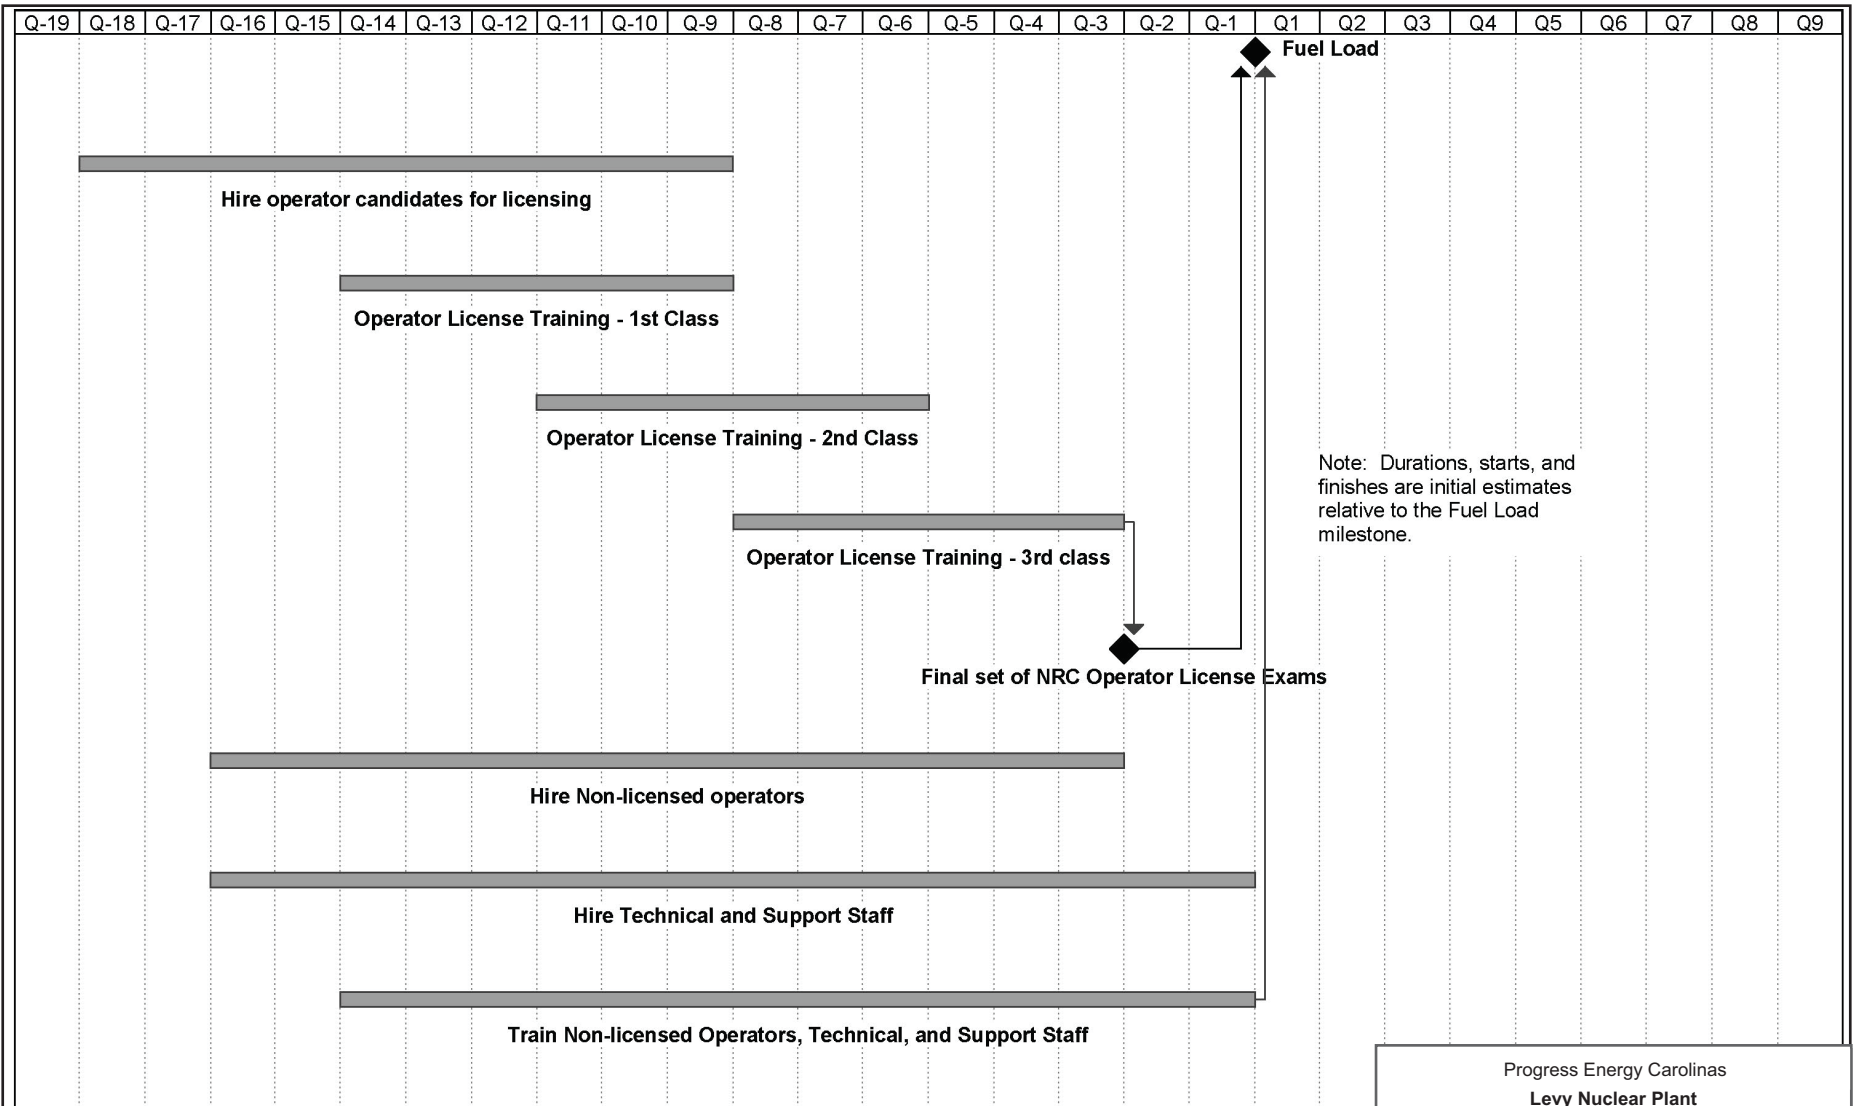 Q-19 Q-18 Q-17 Q-16 Q-15 Q-14 Q-13 Q-12 Q-11 Q-10 Q-9 Q-8 Q-7 Q-6 Q-5 Q-4 Q-3 Q-2 Q-1 Q1 Q2 Q3 Q4 Q5 Q6 Q7 Q8 Q9
Fuel Load
Hire operator candidates for licensing
Operator License Training - 1st Class
Operator License Training - 2nd Class
Note: Durations, starts, and
finishes are initial estimates
relative to the Fuel Load
milestone.
Operator License Training - 3rd class
Final set of NRC Operator License Exams
Hire Non-licensed operators
Hire Technical and Support Staff
Train Non-licensed Operators, Technical, and Support Staff
Progress Energy Carolinas
Levy Nuclear Plant